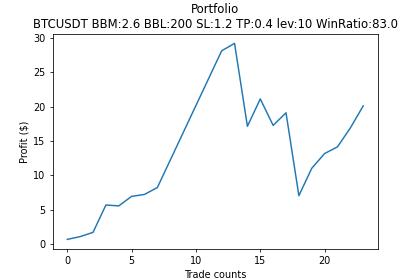 Portfolio
BTCUSDT BBM:2.6 BBL:200 SL:1.2 TP:0.4 lev:10 WinRatio:83.0
30
25
20
15
10
5
0
Profit ($)
0 5 10 15 20
Trade counts